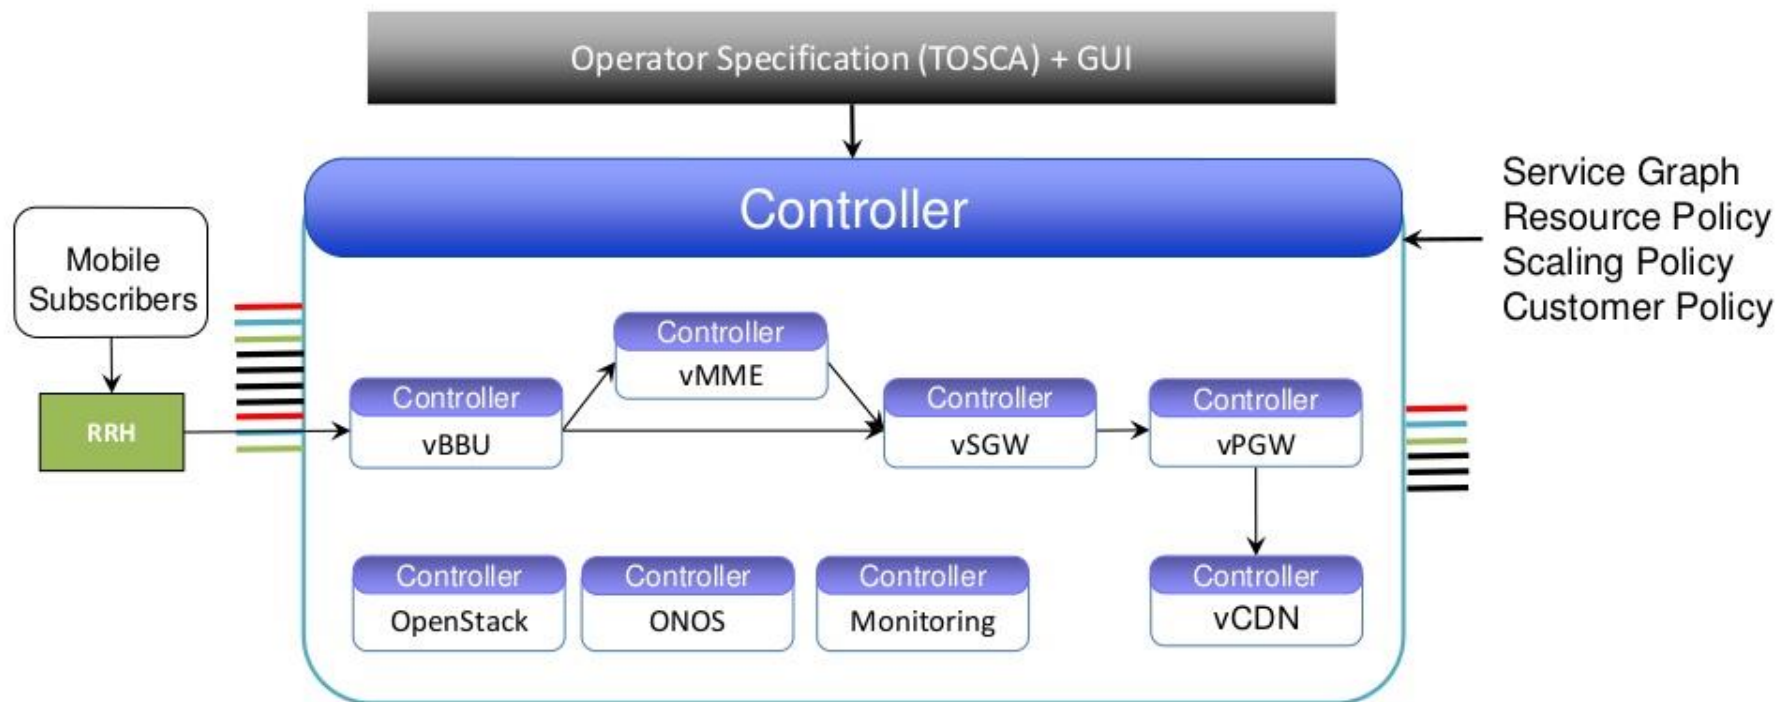 Operator Specification (TOSCA) + GUI
Controller
Service Graph
Resource Policy
Scaling Policy
Customer Policy
Mobile
Subscribers
RRH
Controller
vBBU
Controller
vMME
Controller
vSGW
Controller
vPGW
Controller
OpenStack
Controller
ONOS
Controller
Monitoring
Controller
vCDN